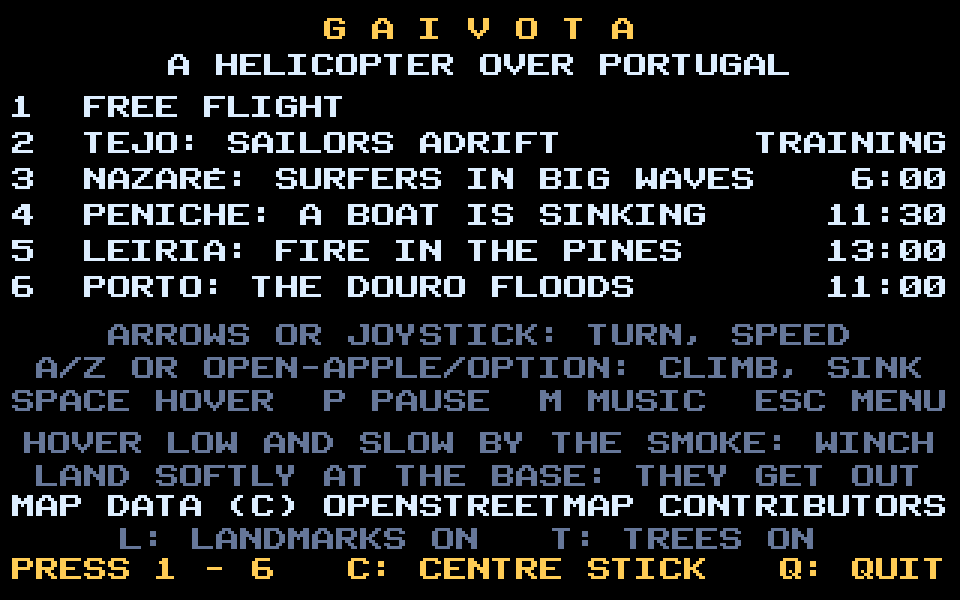 G A I V O T A
A HELICOPTER OVER PORTUGAL
1 FREE FLIGHT
2 TEJO: SAILORS ADRIFT TRAINING
3 NAZARÉ: SURFERS IN BIG WAVES 6:00
4 PENICHE: A BOAT IS SINKING 11:30
5 LEIRIA: FIRE IN THE PINES 13:00
6 PORTO: THE DOURO FLOODS 11:00
ARROWS OR JOYSTICK: TURN, SPEED
A/Z OR OPEN-APPLE/OPTION: CLIMB, SINK
SPACE HOVER P PAUSE M MUSIC ESC MENU
HOVER LOW AND SLOW BY THE SMOKE: WINCH
LAND SOFTLY AT THE BASE: THEY GET OUT
MAP DATA (C) OPENSTREETMAP CONTRIBUTORS
L: LANDMARKS ON T: TREES ON
PRESS 1 - 6 C: CENTRE STICK Q: QUIT